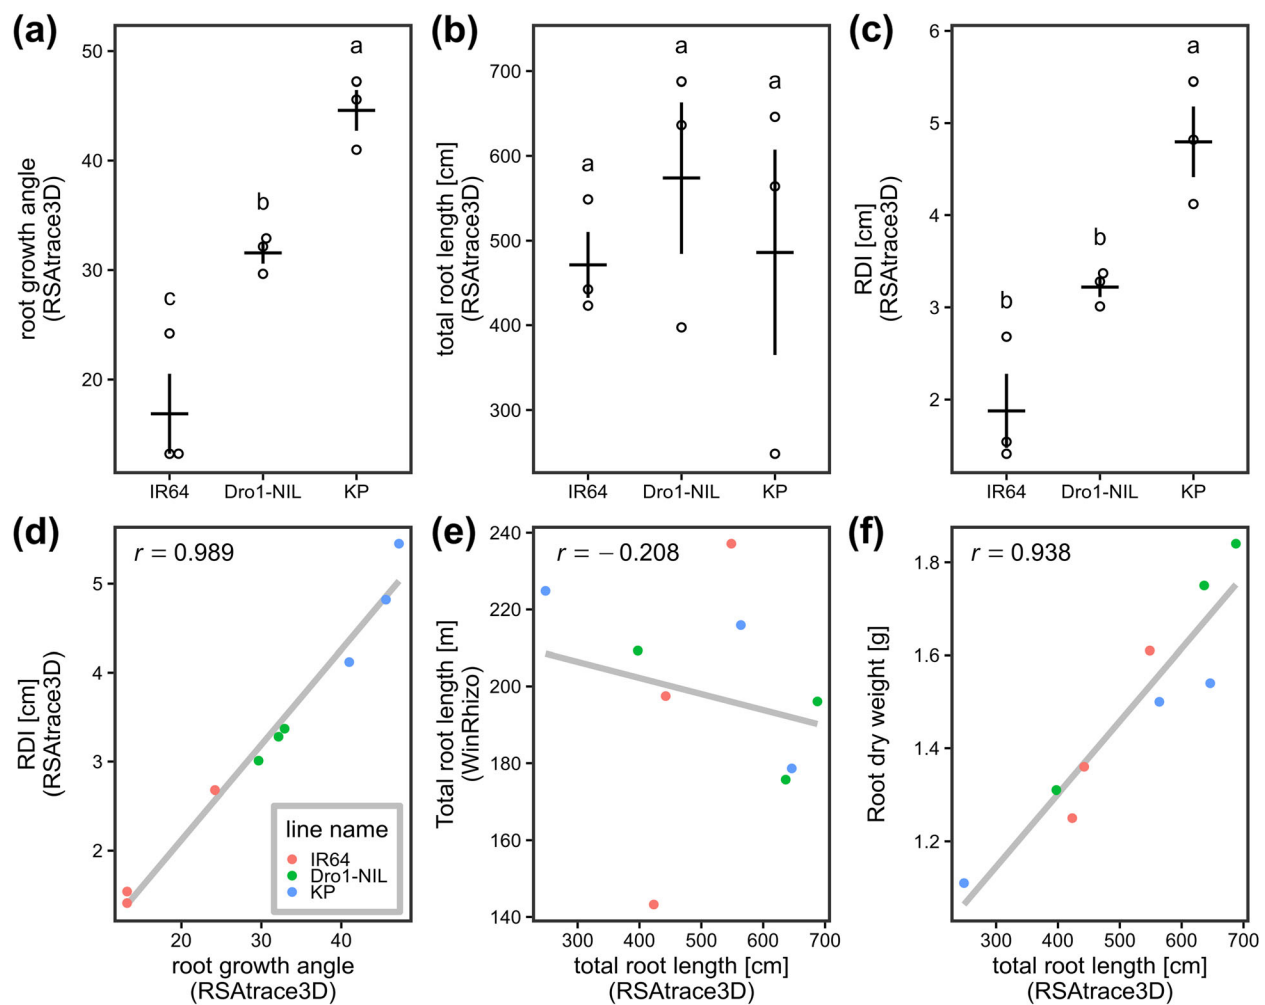 (a)
root growth angle
(RSAtrace3D)
50
40
30
20
c
b
a
IR64
Dro1-NIL
KP
(b)
total root length [cm]
(RSAtrace3D)
700
600
500
400
300
a
a
a
IR64
Dro1-NIL
KP
(c)
RDI [cm]
(RSAtrace3D)
6
5
4
3
2
b
b
a
IR64
Dro1-NIL
KP
(d)
r = 0.989
RDI [cm]
(RSAtrace3D)
5
4
3
2
line name
IR64
Dro1-NIL
KP
20
30
40
root growth angle
(RSAtrace3D)
(e)
r = −0.208
Total root length [m]
(WinRhizo)
240
220
200
180
160
140
300
400
500
600
700
total root length [cm]
(RSAtrace3D)
(f)
r = 0.938
Root dry weight [g]
1.8
1.6
1.4
1.2
300
400
500
600
700
total root length [cm]
(RSAtrace3D)